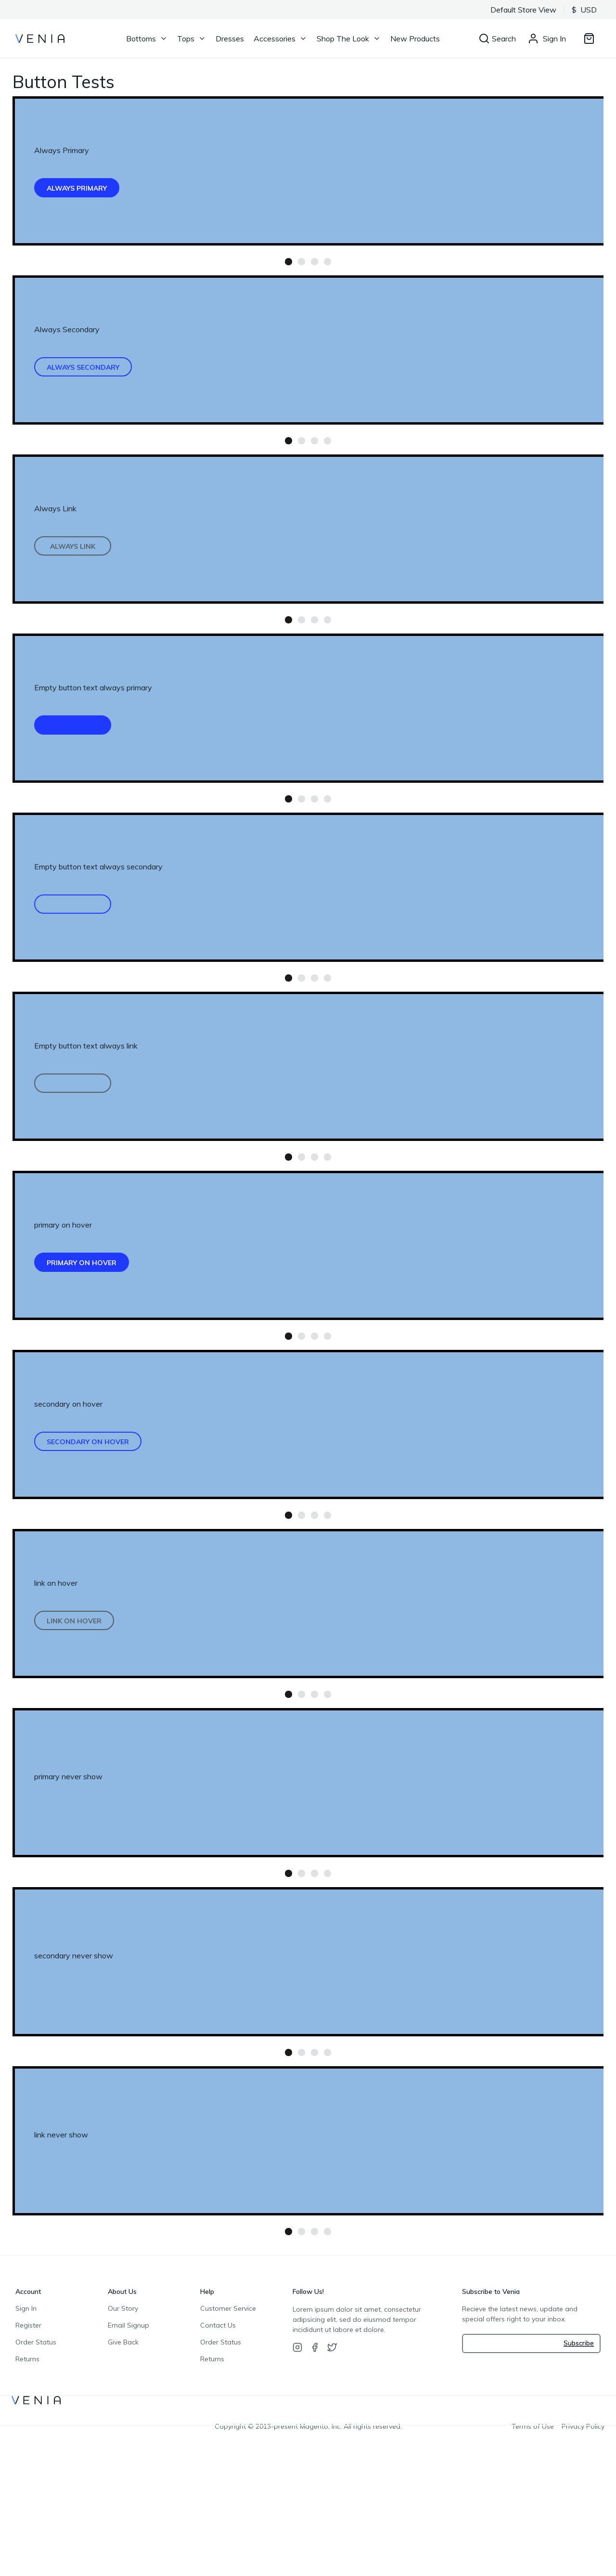 Default Store View $ USD
VENIA Bottoms Tops Dresses Accessories Shop The Look New Products Search Sign In
Button Tests
Always Primary
ALWAYS PRIMARY
Always Secondary
ALWAYS SECONDARY
Always Link
ALWAYS LINK
Empty button text always primary
Empty button text always secondary
Empty button text always link
primary on hover
PRIMARY ON HOVER
secondary on hover
SECONDARY ON HOVER
link on hover
LINK ON HOVER
primary never show
secondary never show
link never show
Account
Sign In
Register
Order Status
Returns
About Us
Our Story
Email Signup
Give Back
Help
Customer Service
Contact Us
Order Status
Returns
Follow Us!
Lorem ipsum dolor sit amet, consectetur
adipisicing elit, sed do eiusmod tempor
incididunt ut labore et dolore.
Subscribe to Venia
Recieve the latest news, update and
special offers right to your inbox.
Subscribe
VENIA
Copyright © 2013-present Magento, Inc. All rights reserved.
Terms of Use Privacy Policy